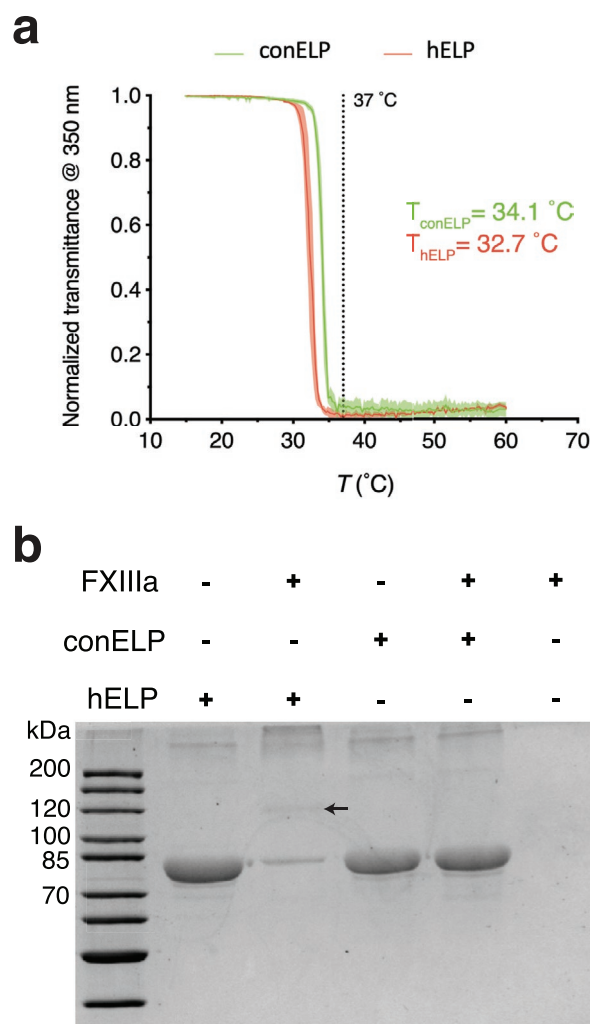 a
conELP hELP
Normalized transmittance @ 350 nm
1.0
0.8
0.6
0.4
0.2
0.0
37 ˚C
TconELP= 34.1 ˚C
ThELP= 32.7 ˚C
10 20 30 40 50 60 70
T (˚C)
b
FXIIIa - + - + +
conELP - - + + -
hELP + + - - -
kDa
200
120
100
85
70